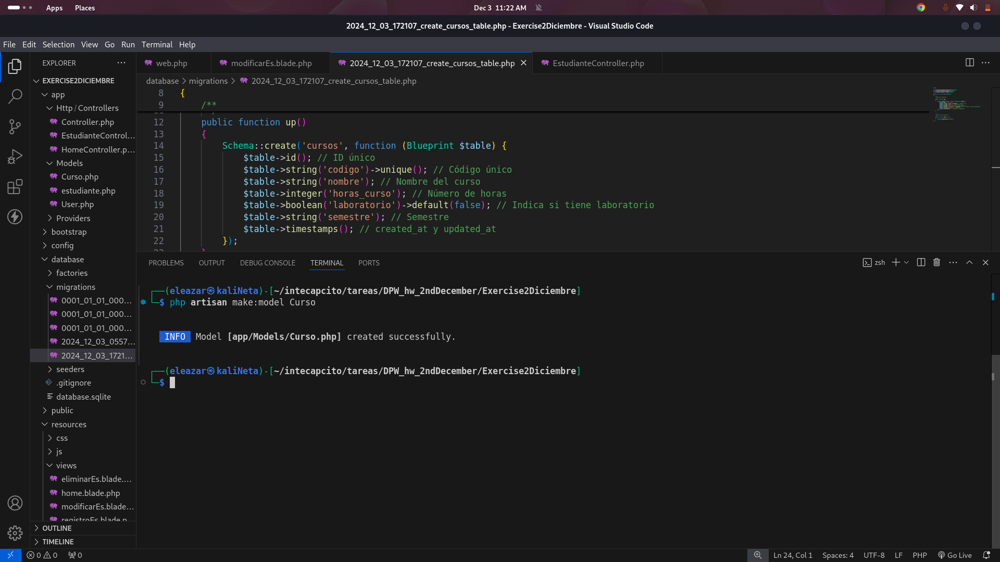 Apps Places Dec 3 11:22 AM
2024_12_03_172107_create_cursos_table.php - Exercise2Diciembre - Visual Studio Code
File Edit Selection View Go Run Terminal Help
EXPLORER ...
EXERCISE2DICIEMBRE
app
Http / Controllers
Controller.php
EstudianteControl...
HomeController.p...
Models
Curso.php
estudiante.php
User.php
Providers
bootstrap
config
database
factories
migrations
0001_01_01_000...
0001_01_01_000...
0001_01_01_000...
2024_12_03_0557...
2024_12_03_1721...
seeders
.gitignore
database.sqlite
public
resources
css
js
views
eliminarEs.blade....
home.blade.php
modificarEs.blade...
registroEs.blade.p...
OUTLINE
TIMELINE
web.php modificarEs.blade.php 2024_12_03_172107_create_cursos_table.php EstudianteController.php
database > migrations > 2024_12_03_172107_create_cursos_table.php
8 {
9 /**
12 public function up()
13 {
14 Schema::create('cursos', function (Blueprint $table) {
15 $table->id(); // ID único
16 $table->string('codigo')->unique(); // Código único
17 $table->string('nombre'); // Nombre del curso
18 $table->integer('horas_curso'); // Número de horas
19 $table->boolean('laboratorio')->default(false); // Indica si tiene laboratorio
20 $table->string('semestre'); // Semestre
21 $table->timestamps(); // created_at y updated_at
22 });
23 }
PROBLEMS OUTPUT DEBUG CONSOLE TERMINAL PORTS zsh
┌──(eleazar㉿kaliNeta)-[~/intecapcito/tareas/DPW_hw_2ndDecember/Exercise2Diciembre]
└─$ php artisan make:model Curso
INFO Model [app/Models/Curso.php] created successfully.
┌──(eleazar㉿kaliNeta)-[~/intecapcito/tareas/DPW_hw_2ndDecember/Exercise2Diciembre]
└─$
0 0 0 Ln 24, Col 1 Spaces: 4 UTF-8 LF PHP Go Live